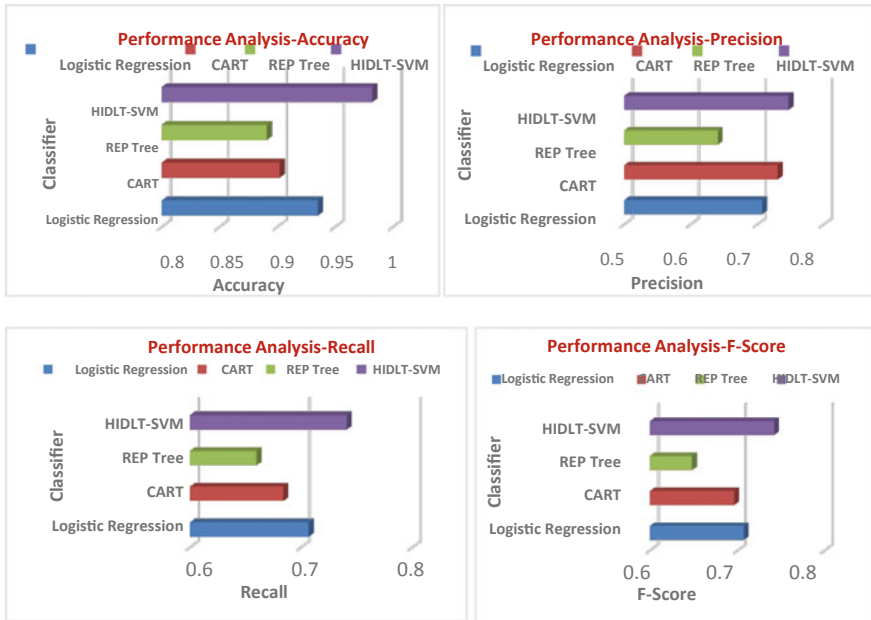 Performance Analysis-Accuracy
Logistic Regression CART REP Tree HIDLT-SVM
Classifier
HIDLT-SVM
REP Tree
CART
Logistic Regression
0.8 0.85 0.9 0.95 1
Accuracy
Performance Analysis-Precision
Logistic Regression CART REP Tree HIDLT-SVM
Classifier
HIDLT-SVM
REP Tree
CART
Logistic Regression
0.5 0.6 0.7 0.8
Precision
Performance Analysis-Recall
Logistic Regression CART REP Tree HIDLT-SVM
Classifier
HIDLT-SVM
REP Tree
CART
Logistic Regression
0.6 0.7 0.8
Recall
Performance Analysis-F-Score
Logistic Regression CART REP Tree HIDLT-SVM
Classifier
HIDLT-SVM
REP Tree
CART
Logistic Regression
0.6 0.7 0.8
F-Score